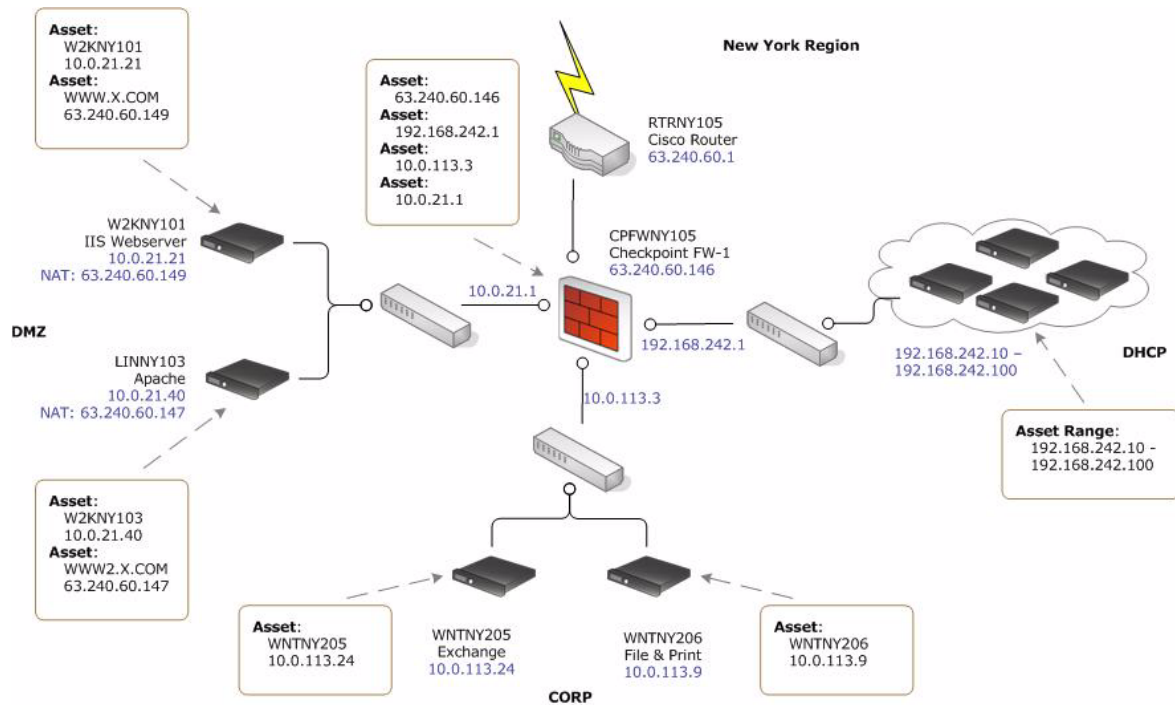 Asset:
W2KNY101
10.0.21.21
Asset:
WWW.X.COM
63.240.60.149
New York Region
Asset:
63.240.60.146
Asset:
192.168.242.1
Asset:
10.0.113.3
Asset:
10.0.21.1
RTRNY105
Cisco Router
63.240.60.1
W2KNY101
IIS Webserver
10.0.21.21
NAT: 63.240.60.149
CPFWNY105
Checkpoint FW-1
63.240.60.146
10.0.21.1
DMZ
192.168.242.1
192.168.242.10 –
192.168.242.100
DHCP
LINNY103
Apache
10.0.21.40
NAT: 63.240.60.147
10.0.113.3
Asset Range:
192.168.242.10 -
192.168.242.100
Asset:
W2KNY103
10.0.21.40
Asset:
WWW2.X.COM
63.240.60.147
Asset:
WNTNY205
10.0.113.24
WNTNY205
Exchange
10.0.113.24
WNTNY206
File & Print
10.0.113.9
Asset:
WNTNY206
10.0.113.9
CORP